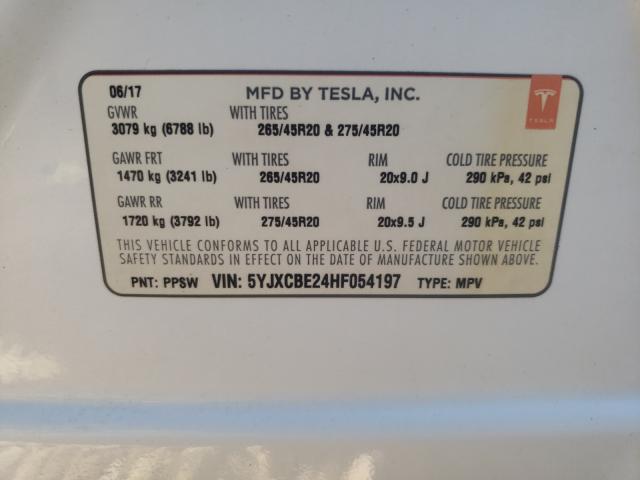 06/17 MFD BY TESLA, INC.
GVWR WITH TIRES
3079 kg (6788 lb) 265/45R20 & 275/45R20
TESLA
GAWR FRT WITH TIRES RIM COLD TIRE PRESSURE
1470 kg (3241 lb) 265/45R20 20x9.0 J 290 kPa, 42 psi
GAWR RR WITH TIRES RIM COLD TIRE PRESSURE
1720 kg (3792 lb) 275/45R20 20x9.5 J 290 kPa, 42 psi
THIS VEHICLE CONFORMS TO ALL APPLICABLE U.S. FEDERAL MOTOR VEHICLE
SAFETY STANDARDS IN EFFECT ON THE DATE OF MANUFACTURE SHOWN ABOVE.
PNT: PPSW VIN: 5YJXCBE24HF054197 TYPE: MPV